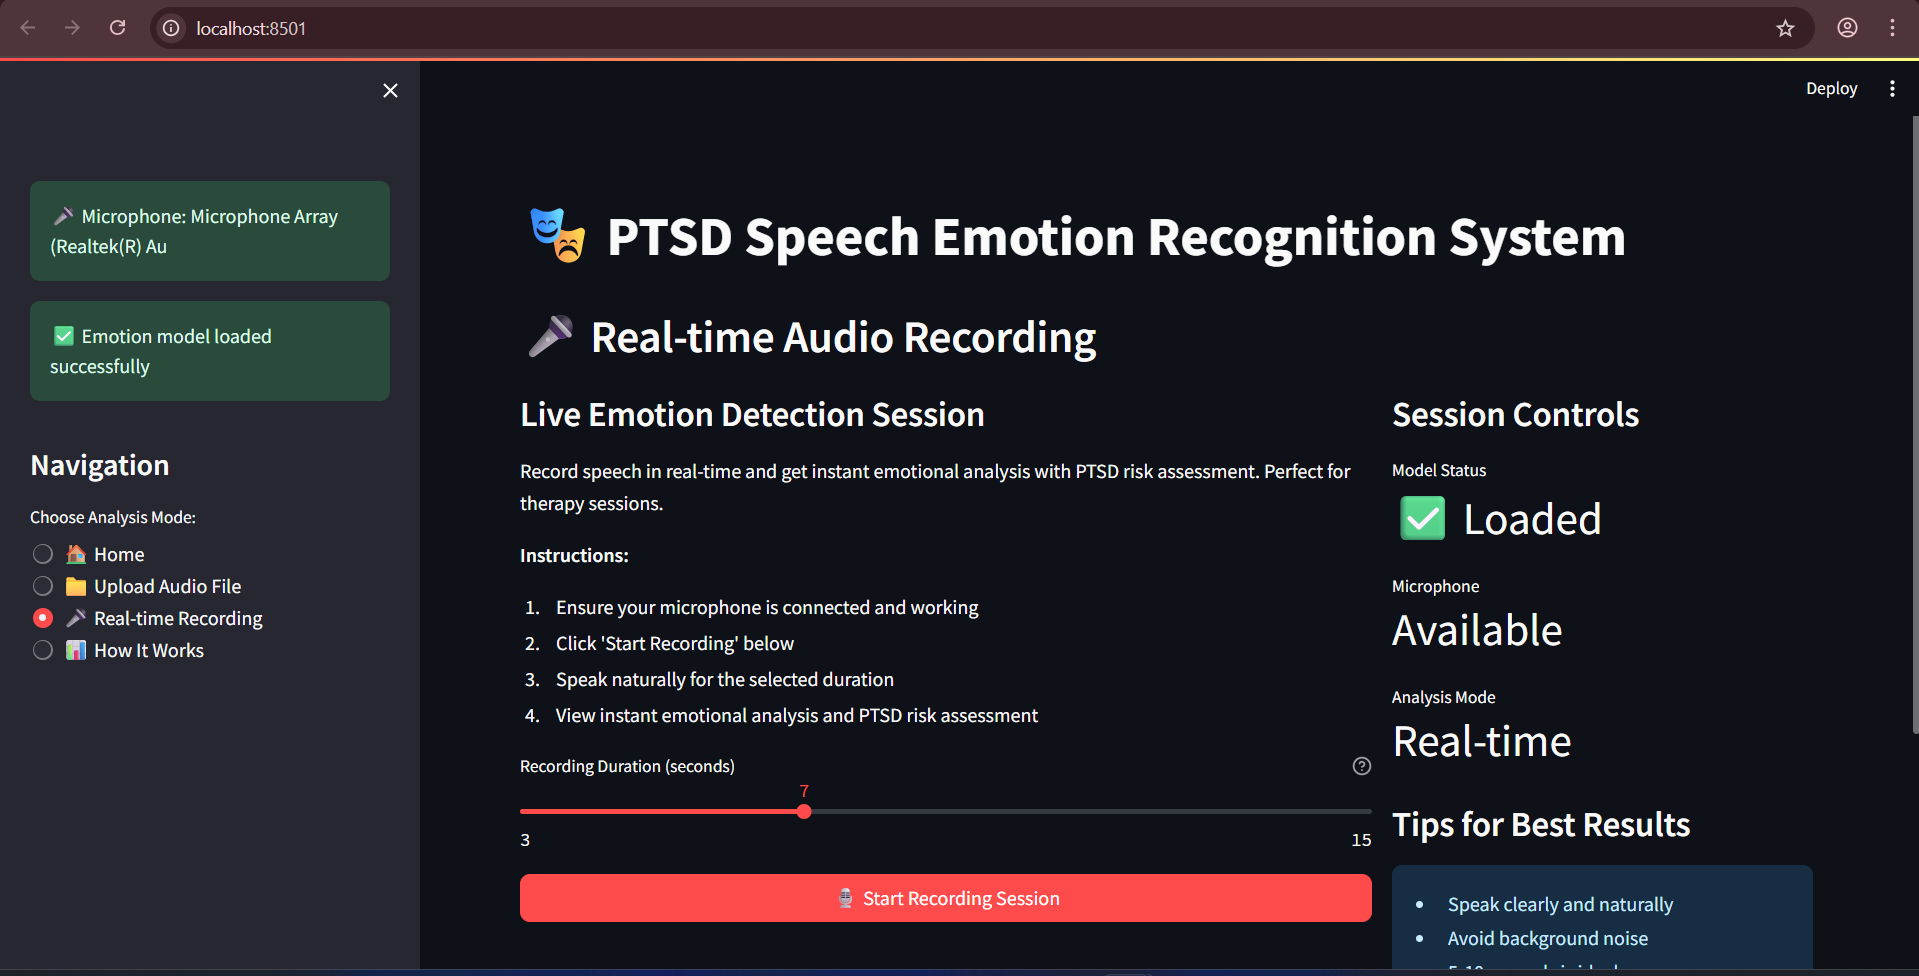 localhost:8501
Deploy
Microphone: Microphone Array
(Realtek(R) Au
Emotion model loaded
successfully
Navigation
Choose Analysis Mode:
Home
Upload Audio File
Real-time Recording
How It Works
PTSD Speech Emotion Recognition System
Real-time Audio Recording
Live Emotion Detection Session
Record speech in real-time and get instant emotional analysis with PTSD risk assessment. Perfect for
therapy sessions.
Instructions:
1. Ensure your microphone is connected and working
2. Click 'Start Recording' below
3. Speak naturally for the selected duration
4. View instant emotional analysis and PTSD risk assessment
Recording Duration (seconds)
7
3
15
Start Recording Session
Session Controls
Model Status
Loaded
Microphone
Available
Analysis Mode
Real-time
Tips for Best Results
• Speak clearly and naturally
• Avoid background noise